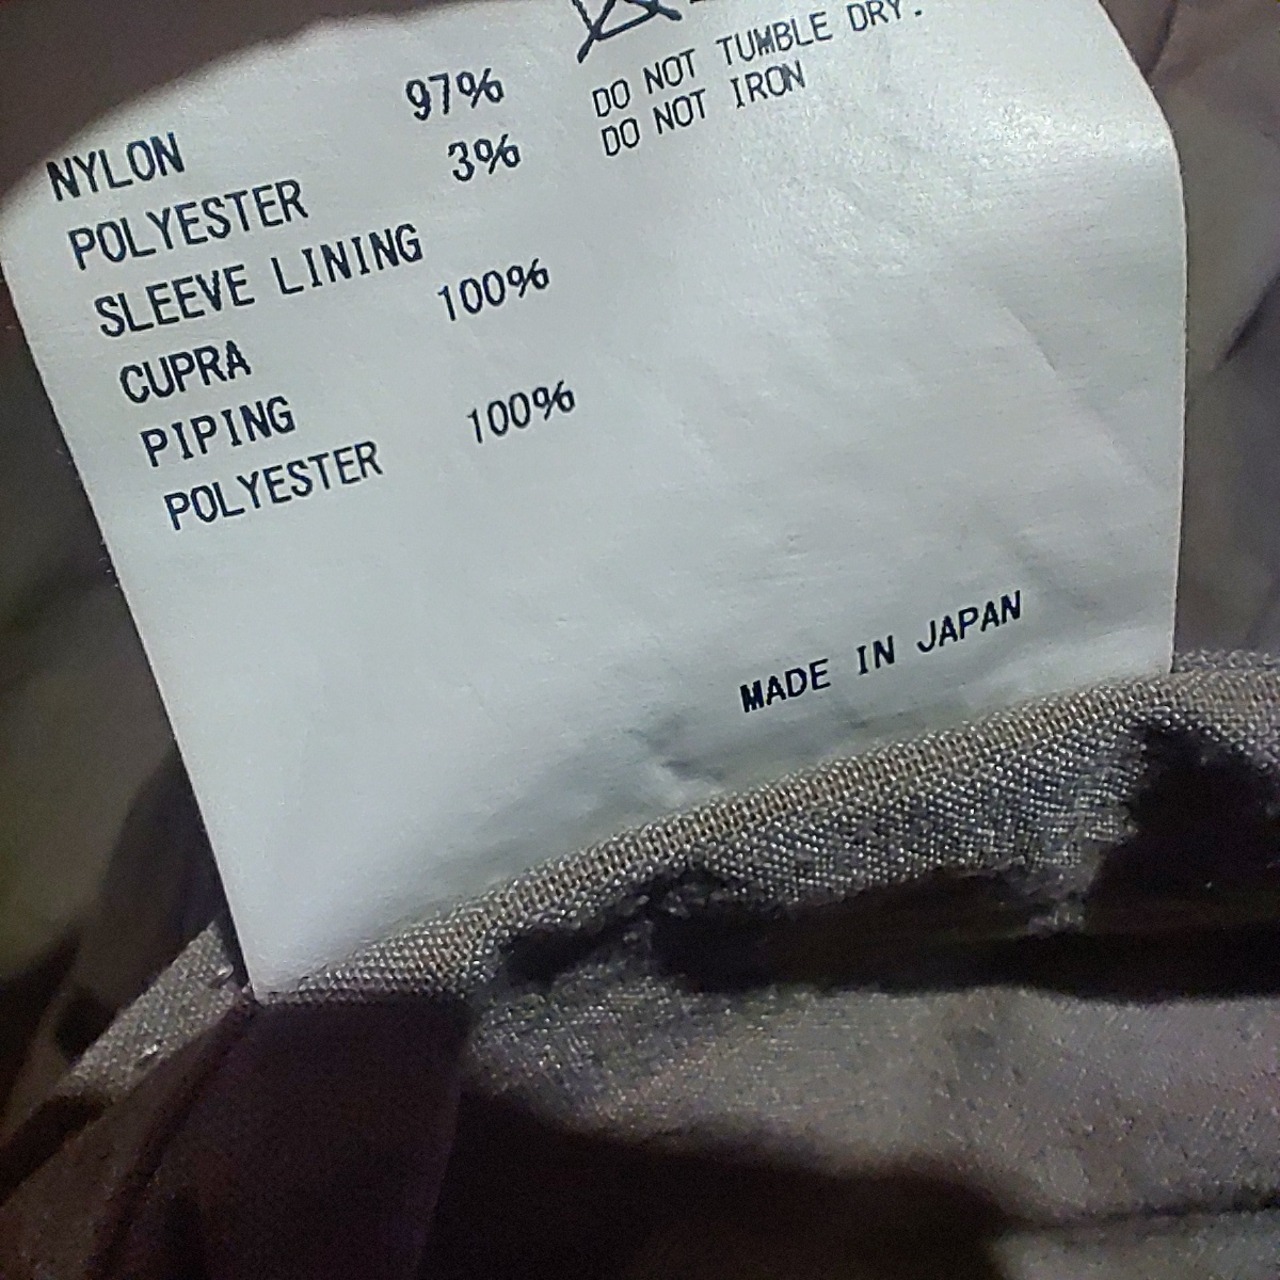 NYLON 97%
POLYESTER 3%
SLEEVE LINING
CUPRA 100%
PIPING
POLYESTER 100%
DO NOT TUMBLE DRY.
DO NOT IRON
MADE IN JAPAN